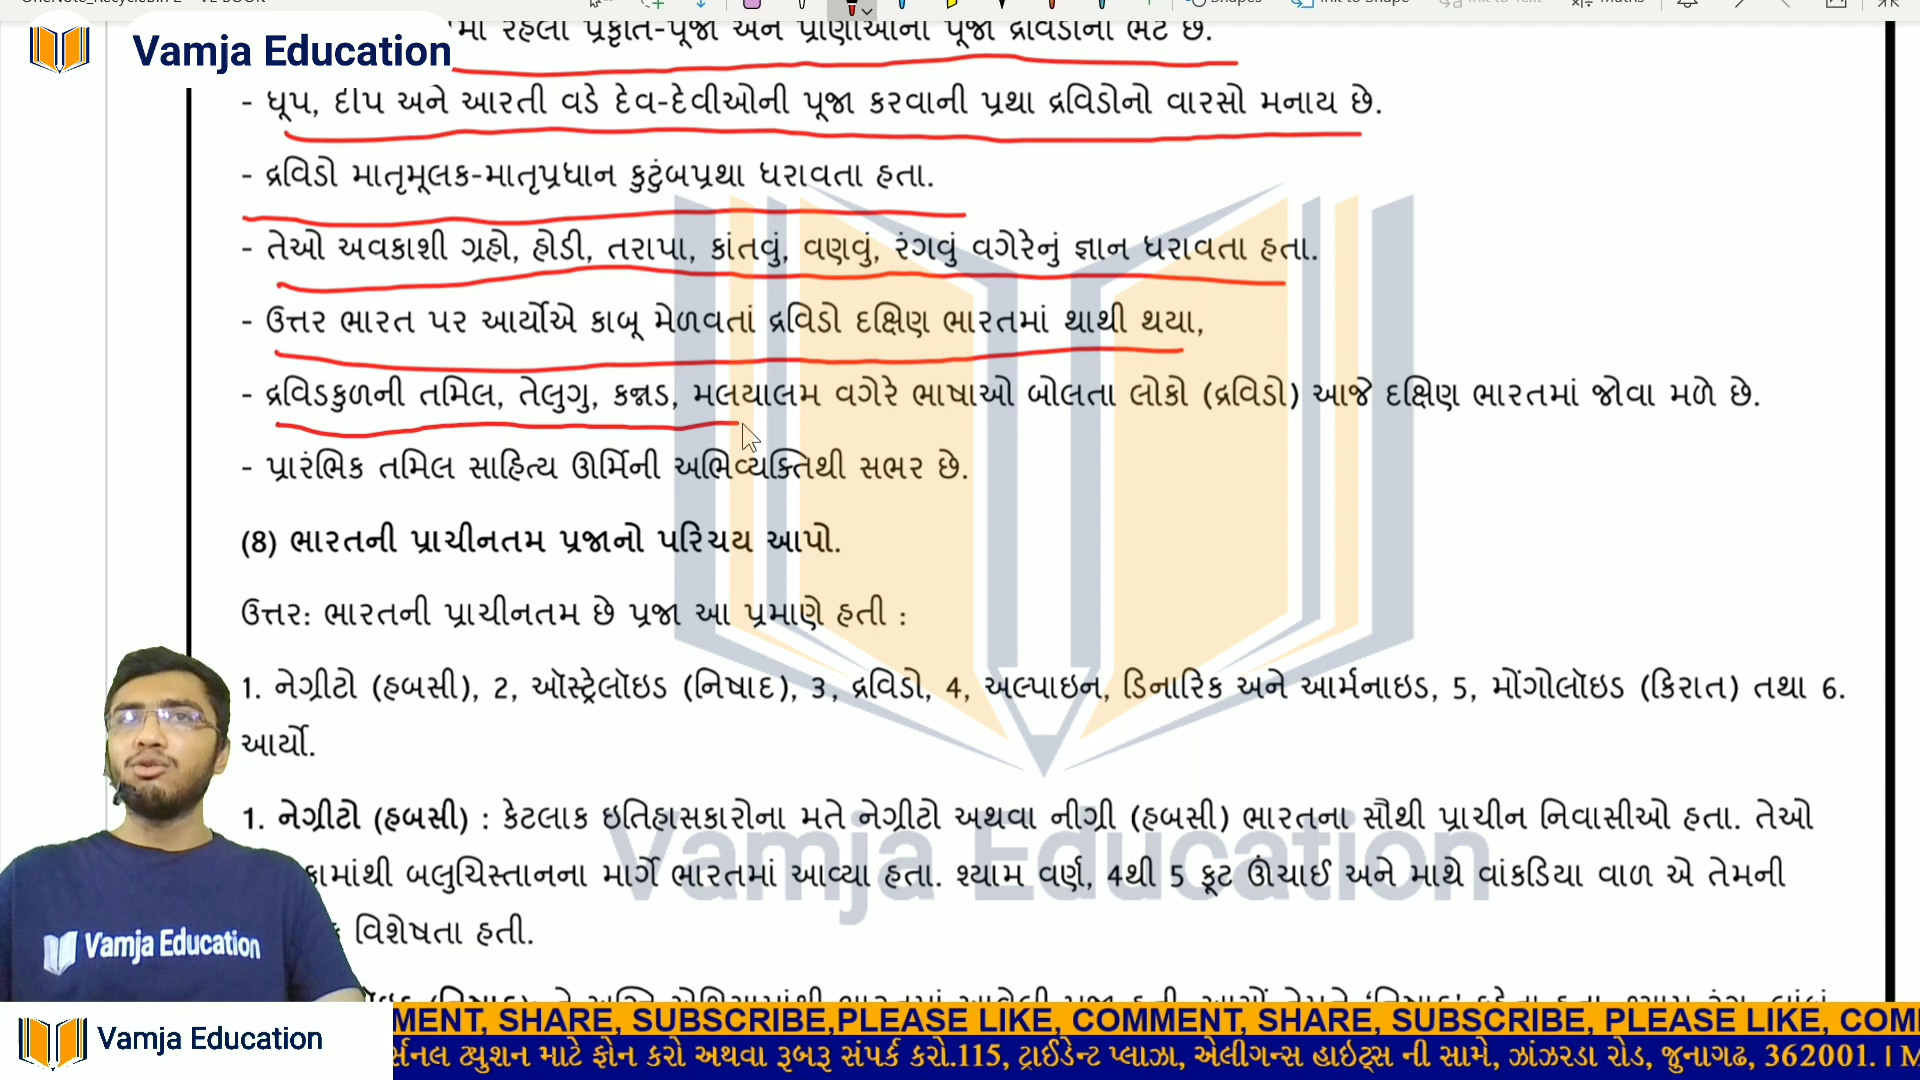 Vamja Education
માં રહેલી પ્રકૃતિ-પૂજા અને પ્રાણીઓની પૂજા દ્રવિડોની ભેટ છે.
- ધૂપ, દીપ અને આરતી વડે દેવ-દેવીઓની પૂજા કરવાની પ્રથા દ્રવિડોનો વારસો મનાય છે.
- દ્રવિડો માતૃમૂલક-માતૃપ્રધાન કુટુંબપ્રથા ધરાવતા હતા.
- તેઓ અવકાશી ગ્રહો, હોડી, તરાપા, કાંતવું, વણવું, રંગવું વગેરેનું જ્ઞાન ધરાવતા હતા.
- ઉત્તર ભારત પર આર્યોએ કાબૂ મેળવતાં દ્રવિડો દક્ષિણ ભારતમાં થાથી થયા,
- દ્રવિડકુળની તમિલ, તેલુગુ, કન્નડ, મલયાલમ વગેરે ભાષાઓ બોલતા લોકો (દ્રવિડો) આજે દક્ષિણ ભારતમાં જોવા મળે છે.
- પ્રારંભિક તમિલ સાહિત્ય ઊર્મિની અભિવ્યક્તિથી સભર છે.
(8) ભારતની પ્રાચીનતમ પ્રજાનો પરિચય આપો.
ઉત્તર: ભારતની પ્રાચીનતમ છે પ્રજા આ પ્રમાણે હતી :
1. નેગ્રીટો (હબસી), 2, ઑસ્ટ્રેલૉઇડ (નિષાદ), 3, દ્રવિડો, 4, અલ્પાઇન, ડિનારિક અને આર્મનાઇડ, 5, મોંગોલૉઇડ (કિરાત) તથા 6.
આર્યો.
1. નેગ્રીટો (હબસી) : કેટલાક ઇતિહાસકારોના મતે નેગ્રીટો અથવા નીગ્રી (હબસી) ભારતના સૌથી પ્રાચીન નિવાસીઓ હતા. તેઓ
કામાંથી બલુચિસ્તાનના માર્ગે ભારતમાં આવ્યા હતા. શ્યામ વર્ણ, 4થી 5 ફૂટ ઊંચાઈ અને માથે વાંકડિયા વાળ એ તેમની
વિશેષતા હતી.
Vamja Education
Vamja Education
Vamja Education
MENT, SHARE, SUBSCRIBE,PLEASE LIKE, COMMENT, SHARE, SUBSCRIBE, PLEASE LIKE, COM
ર્સનલ ટ્યુશન માટે ફોન કરો અથવા રૂબરૂ સંપર્ક કરો.115, ટ્રાઈડેન્ટ પ્લાઝા, એલીગન્સ હાઇટ્સ ની સામે, ઝાંઝરડા રોડ, જુનાગઢ, 362001. I M